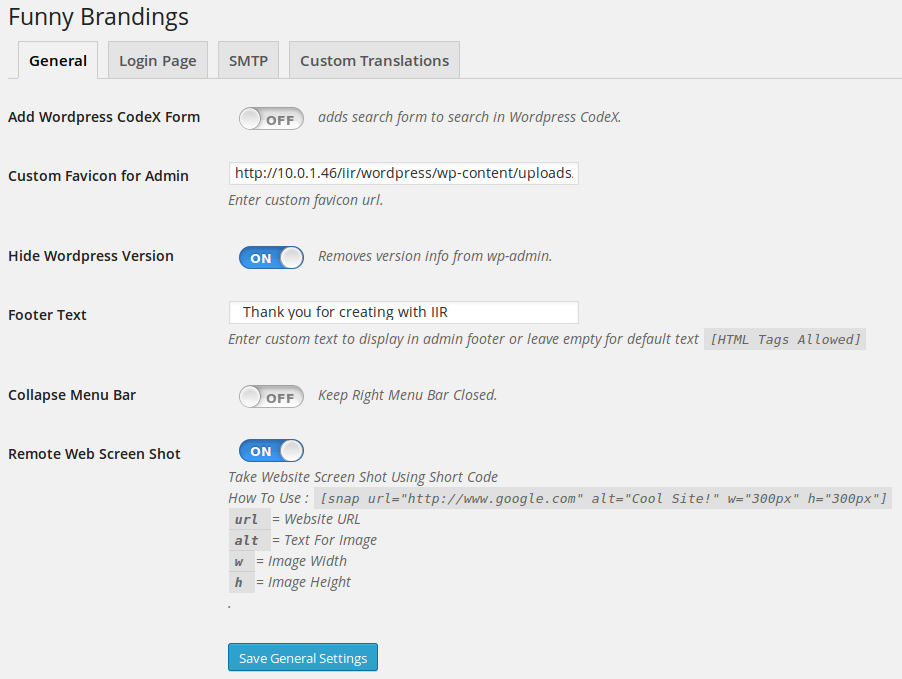 Funny Brandings
General Login Page SMTP Custom Translations
Add Wordpress CodeX Form OFF adds search form to search in Wordpress CodeX.
Custom Favicon for Admin http://10.0.1.46/iir/wordpress/wp-content/uploads.
Enter custom favicon url.
Hide Wordpress Version ON Removes version info from wp-admin.
Footer Text Thank you for creating with IIR
Enter custom text to display in admin footer or leave empty for default text [HTML Tags Allowed]
Collapse Menu Bar OFF Keep Right Menu Bar Closed.
Remote Web Screen Shot ON
Take Website Screen Shot Using Short Code
How To Use : [snap url="http://www.google.com" alt="Cool Site!" w="300px" h="300px"]
url = Website URL
alt = Text For Image
w = Image Width
h = Image Height
.
Save General Settings